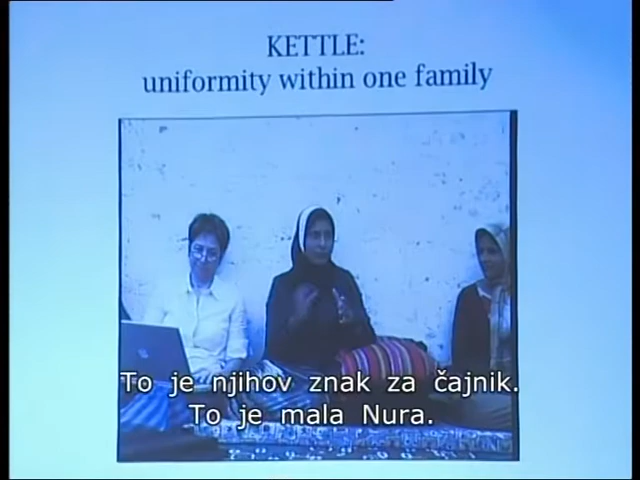 KETTLE:
uniformity within one family
To je njihov znak za čajnik.
To je mala Nura.